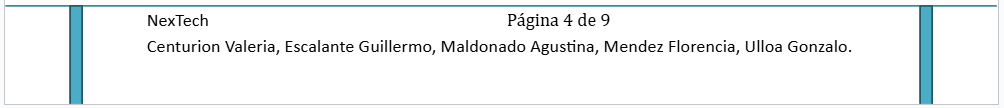 NexTech Página 4 de 9
Centurion Valeria, Escalante Guillermo, Maldonado Agustina, Mendez Florencia, Ulloa Gonzalo.